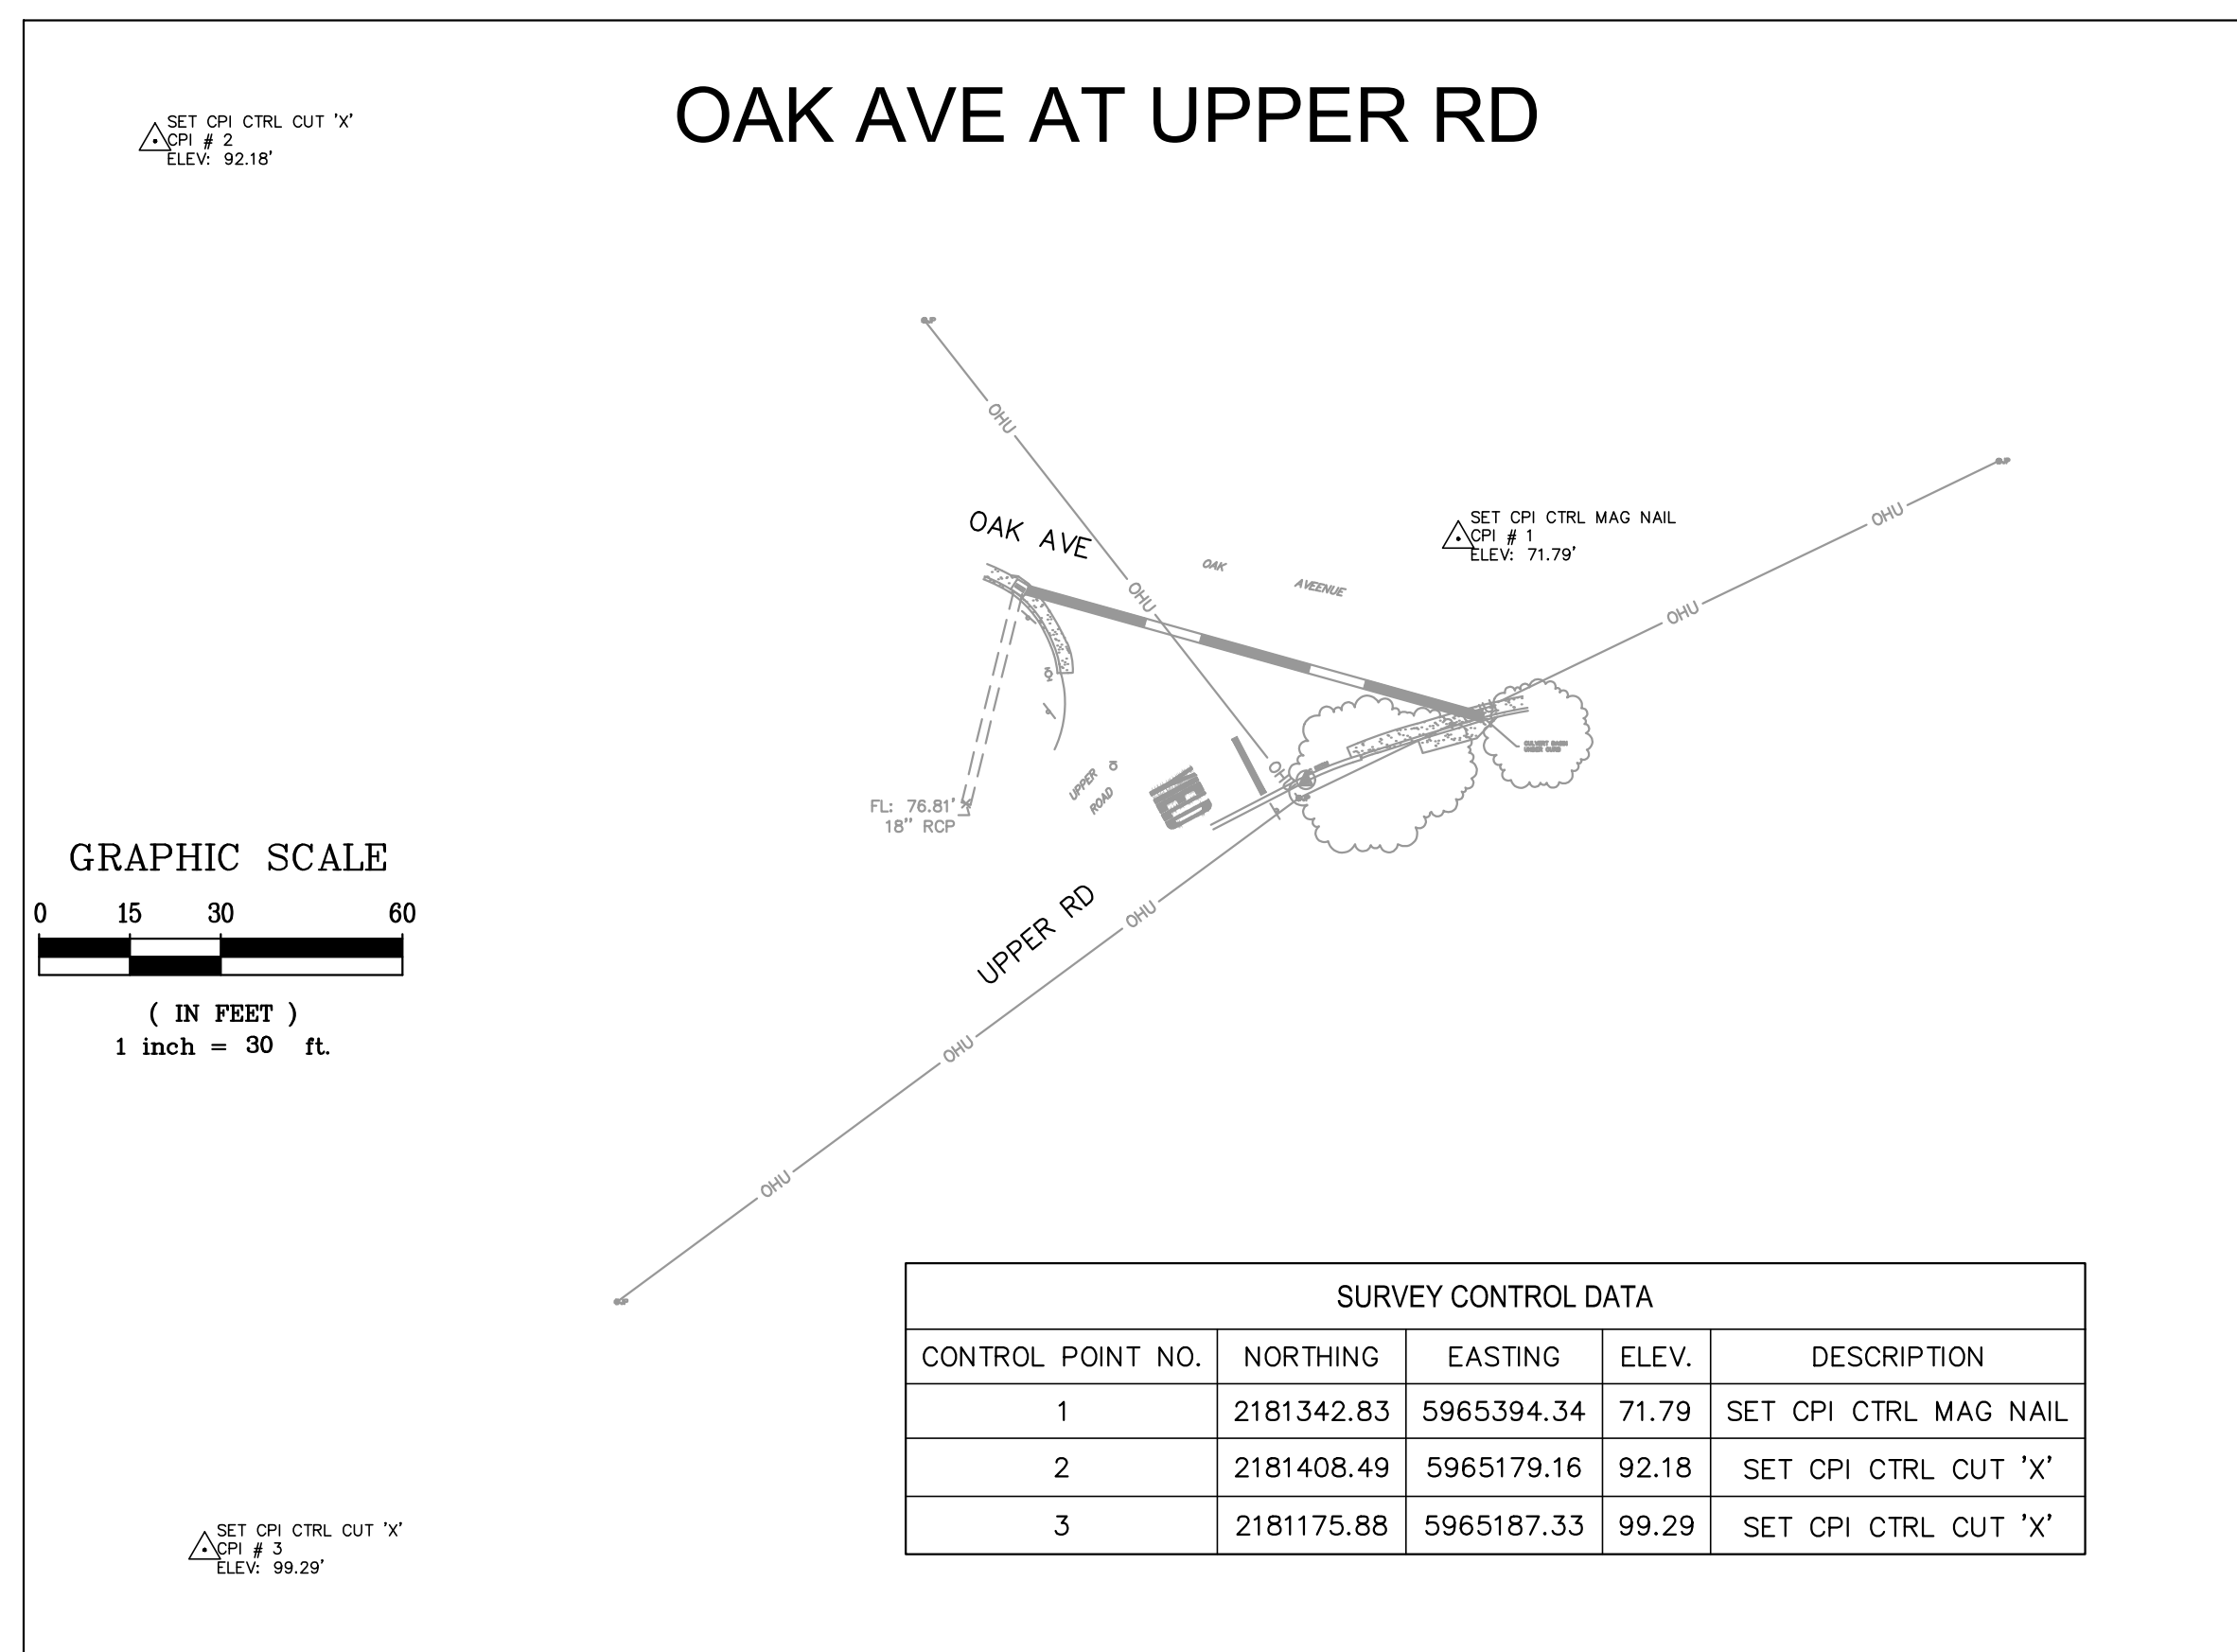 OAK AVE AT UPPER RD
SET CPI CTRL CUT 'X'
CPI # 2
ELEV: 92.18'
OHU
OAK AVE
SET CPI CTRL MAG NAIL
CPI # 1
ELEV: 71.79'
OHU
OHU
OHU
OAK
AVEENUE
OHU
CULVERT BASIN
UNDER CURB
UPPER
ROAD
FL: 76.81'
18" RCP
UPPER RD
OHU
OHU
OHU
GRAPHIC SCALE
0 15 30 60
( IN FEET )
1 inch = 30 ft.
SURVEY CONTROL DATA
CONTROL POINT NO. NORTHING EASTING ELEV. DESCRIPTION
1 2181342.83 5965394.34 71.79 SET CPI CTRL MAG NAIL
2 2181408.49 5965179.16 92.18 SET CPI CTRL CUT 'X'
3 2181175.88 5965187.33 99.29 SET CPI CTRL CUT 'X'
SET CPI CTRL CUT 'X'
CPI # 3
ELEV: 99.29'